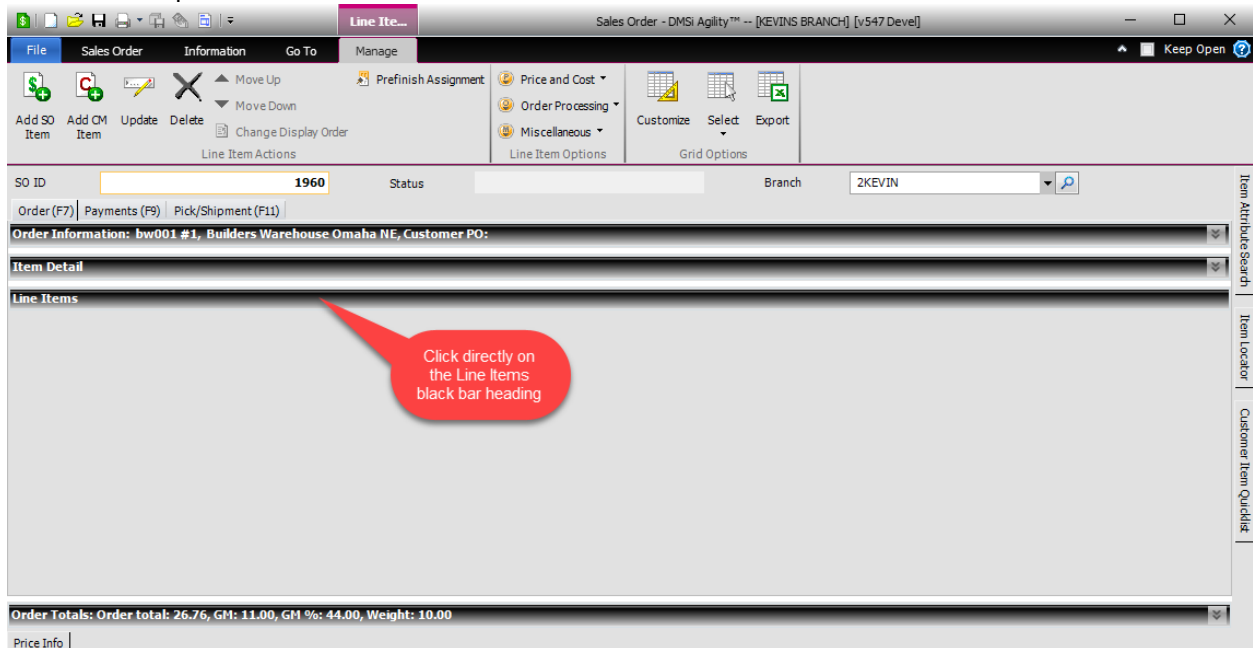 Line Ite...
Sales Order - DMSi Agility™ -- [KEVINS BRANCH] [v547 Devel]
File Sales Order Information Go To Manage Keep Open
Add SO Item
Add CM Item
Update
Delete
Move Up
Move Down
Change Display Order
Line Item Actions
Prefinish Assignment
Price and Cost
Order Processing
Miscellaneous
Line Item Options
Customize
Select
Export
Grid Options
SO ID 1960 Status Branch 2KEVIN
Order (F7) Payments (F9) Pick/Shipment (F11)
Order Information: bw001 #1, Builders Warehouse Omaha NE, Customer PO:
Item Detail
Line Items
Click directly on
the Line Items
black bar heading
Order Totals: Order total: 26.76, GM: 11.00, GM %: 44.00, Weight: 10.00
Price Info
Item Attribute Search
Item Locator
Customer Item Quicklist